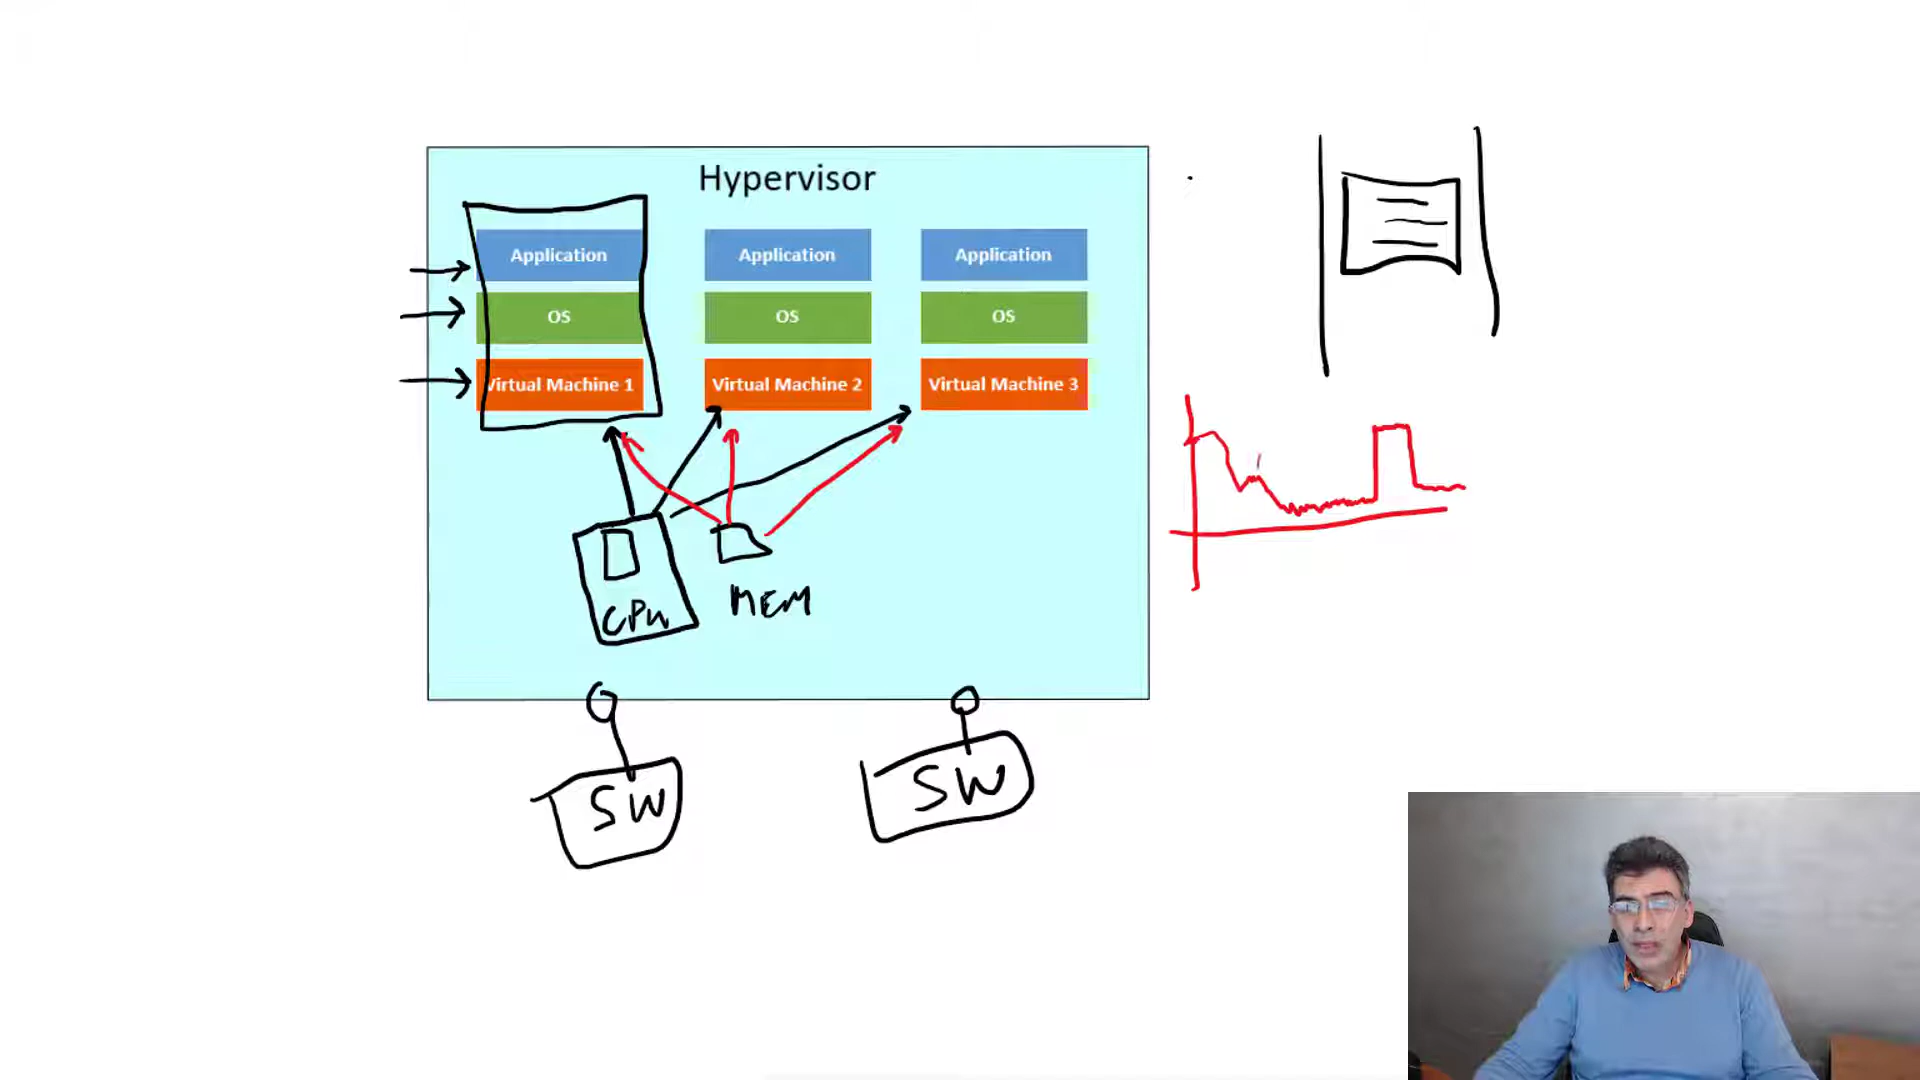 Hypervisor
Application Application Application
OS OS OS
Virtual Machine 1 Virtual Machine 2 Virtual Machine 3
CPU MEM
SW SW